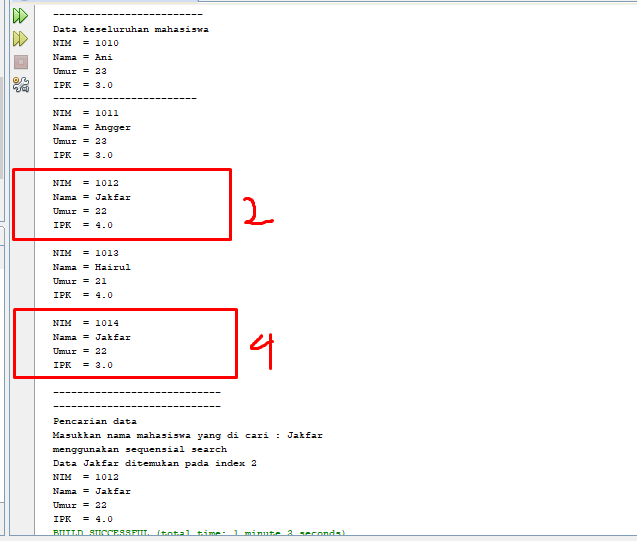 -------------------------
Data keseluruhan mahasiswa
NIM  = 1010
Nama = Ani
Umur = 23
IPK  = 3.0
------------------------
NIM  = 1011
Nama = Angger
Umur = 23
IPK  = 3.0
NIM  = 1012
Nama = Jakfar
Umur = 22
IPK  = 4.0
2
NIM  = 1013
Nama = Hairul
Umur = 21
IPK  = 4.0
NIM  = 1014
Nama = Jakfar
Umur = 22
IPK  = 3.0
4
----------------------------
----------------------------
Pencarian data
Masukkan nama mahasiswa yang di cari : Jakfar
menggunakan sequensial search
Data Jakfar ditemukan pada index 2
NIM  = 1012
Nama = Jakfar
Umur = 22
IPK  = 4.0
BUILD SUCCESSFUL (total time: 1 minute 3 seconds)